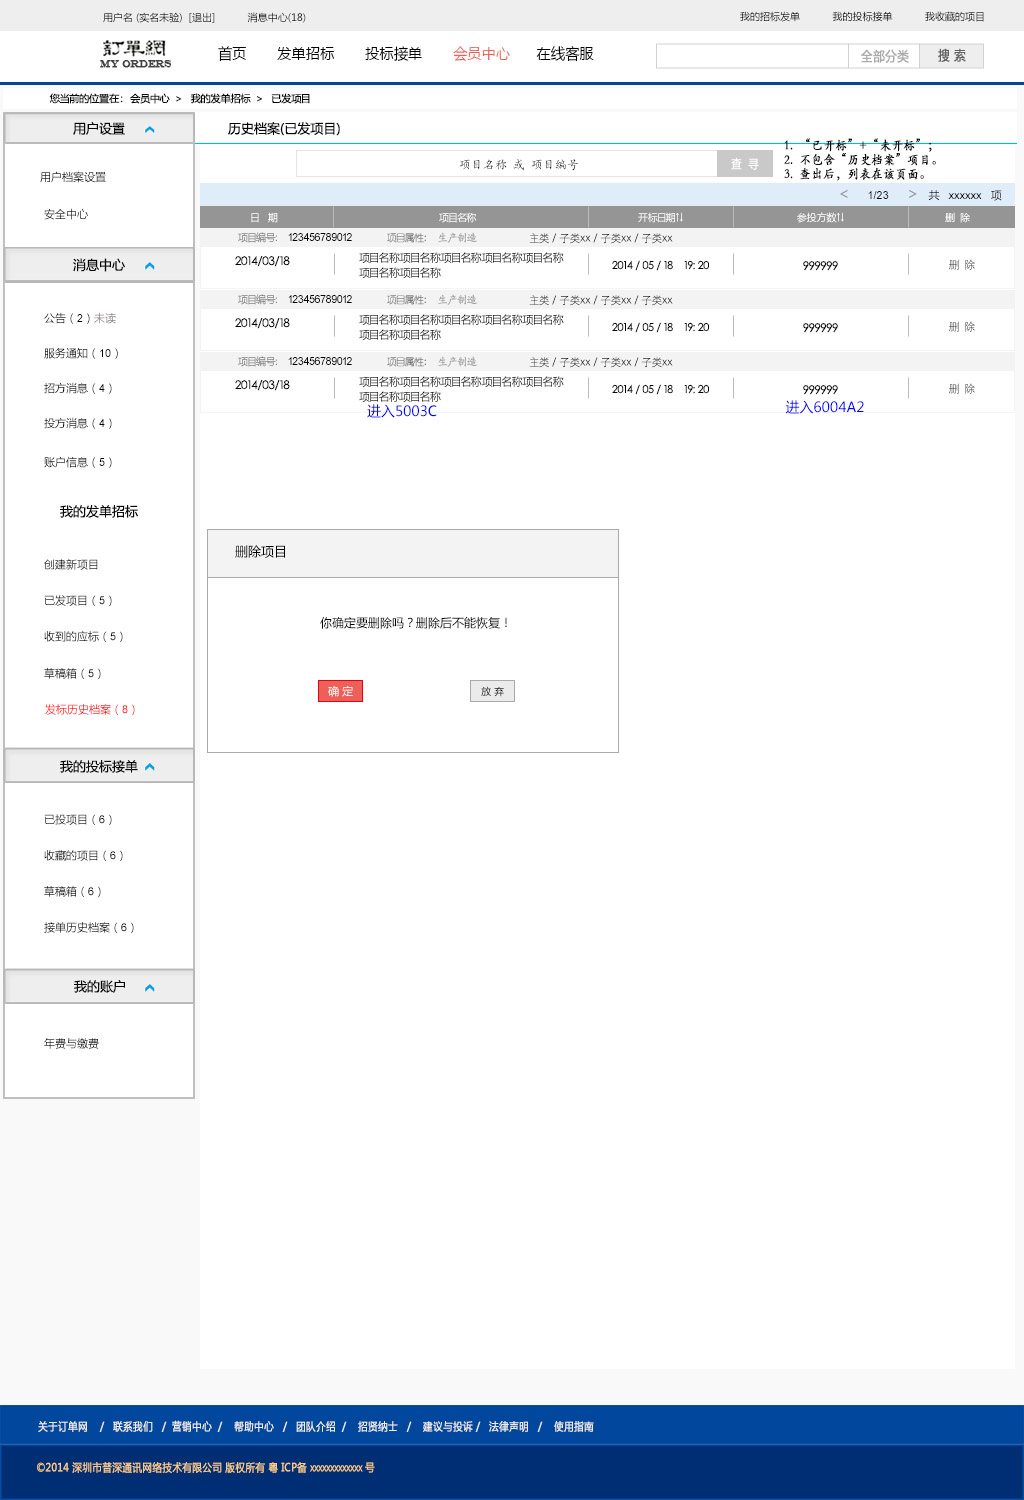 用户名 (实名未验) [退出] 消息中心(18) 我的招标发单 我的投标接单 我收藏的项目
訂單網
MY ORDERS
首页 发单招标 投标接单 会员中心 在线客服 全部分类 搜 索
您当前的位置在: 会员中心 > 我的发单招标 > 已发项目
用户设置
用户档案设置
安全中心
消息中心
公告 ( 2 ) 未读
服务通知 ( 10 )
招方消息 ( 4 )
投方消息 ( 4 )
账户信息 ( 5 )
我的发单招标
创建新项目
已发项目 ( 5 )
收到的应标 ( 5 )
草稿箱 ( 5 )
发标历史档案 ( 8 )
我的投标接单
已投项目 ( 6 )
收藏的项目 ( 6 )
草稿箱 ( 6 )
接单历史档案 ( 6 )
我的账户
年费与缴费
历史档案(已发项目)
项目名称 或 项目编号 查 寻
1. “已开标” + “未开标” ;
2. 不包含“历史档案”项目。
3. 查出后, 列表在该页面。
< 1/23 > 共 xxxxxx 项
日 期 项目名称 开标日期⇅ 参投方数⇅ 删 除
项目编号: 123456789012 项目属性: 生产制造 主类 / 子类xx / 子类xx / 子类xx
2014/03/18 项目名称项目名称项目名称项目名称项目名称 2014 / 05 / 18 19: 20 999999 删 除
项目名称项目名称
项目编号: 123456789012 项目属性: 生产制造 主类 / 子类xx / 子类xx / 子类xx
2014/03/18 项目名称项目名称项目名称项目名称项目名称 2014 / 05 / 18 19: 20 999999 删 除
项目名称项目名称
项目编号: 123456789012 项目属性: 生产制造 主类 / 子类xx / 子类xx / 子类xx
2014/03/18 项目名称项目名称项目名称项目名称项目名称 2014 / 05 / 18 19: 20 999999 删 除
项目名称项目名称
进入5003C 进入6004A2
删除项目
你确定要删除吗？删除后不能恢复！
确 定 放 弃
关于订单网 / 联系我们 / 营销中心 / 帮助中心 / 团队介绍 / 招贤纳士 / 建议与投诉 / 法律声明 / 使用指南
©2014 深圳市普深通讯网络技术有限公司 版权所有 粤 ICP备 xxxxxxxxxxxx 号